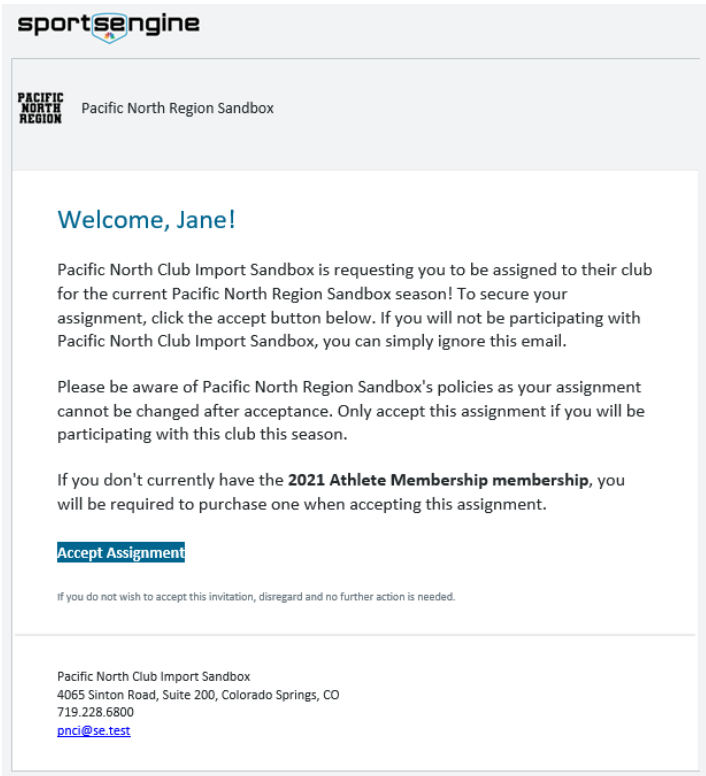 sportsengine
PACIFIC
NORTH
REGION
Pacific North Region Sandbox
Welcome, Jane!
Pacific North Club Import Sandbox is requesting you to be assigned to their club
for the current Pacific North Region Sandbox season! To secure your
assignment, click the accept button below. If you will not be participating with
Pacific North Club Import Sandbox, you can simply ignore this email.
Please be aware of Pacific North Region Sandbox's policies as your assignment
cannot be changed after acceptance. Only accept this assignment if you will be
participating with this club this season.
If you don't currently have the 2021 Athlete Membership membership, you
will be required to purchase one when accepting this assignment.
Accept Assignment
If you do not wish to accept this invitation, disregard and no further action is needed.
Pacific North Club Import Sandbox
4065 Sinton Road, Suite 200, Colorado Springs, CO
719.228.6800
pnci@se.test